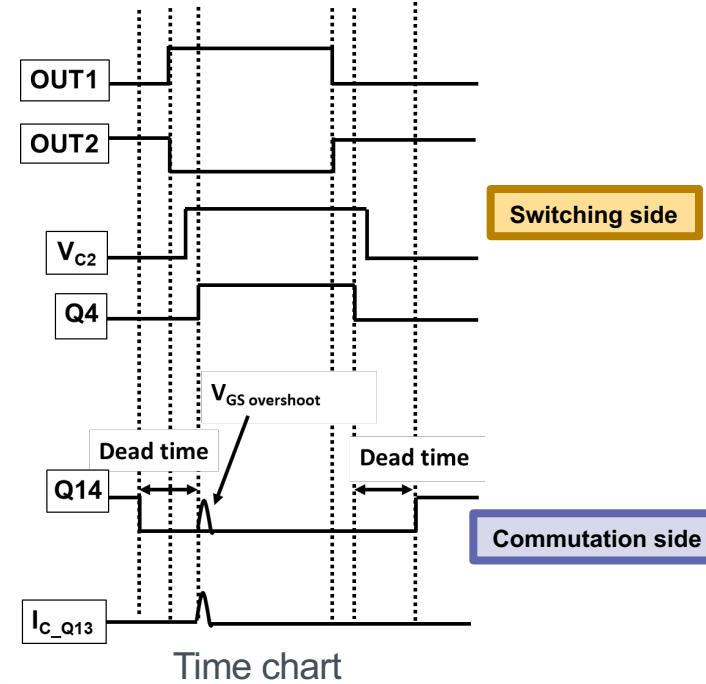 OUT1
OUT2
Switching side
VC2
Q4
VGS overshoot
Dead time
Dead time
Q14
Commutation side
IC_Q13
Time chart